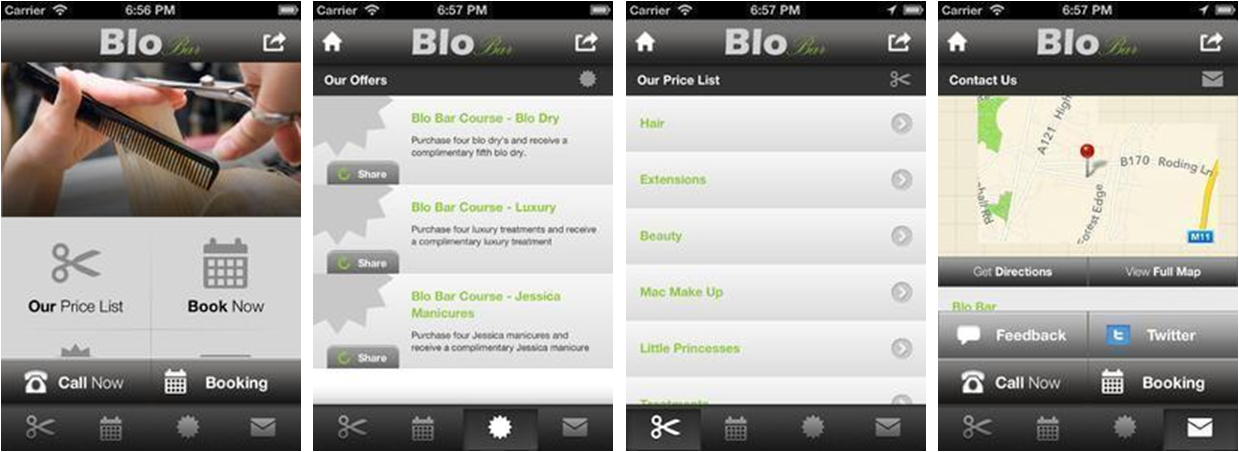 Carrier 6:56 PM
Blo Bar
Our Price List
Book Now
Call Now
Booking
Carrier 6:57 PM
Blo Bar
Our Offers
Blo Bar Course - Blo Dry
Purchase four blo dry's and receive a
complimentary fifth blo dry.
Share
Blo Bar Course - Luxury
Purchase four luxury treatments and receive
a complimentary luxury treatment
Share
Blo Bar Course - Jessica
Manicures
Purchase four Jessica manicures and
receive a complimentary Jessica manicure
Share
Carrier 6:57 PM
Blo Bar
Our Price List
Hair
Extensions
Beauty
Mac Make Up
Little Princesses
Treatments
Carrier 6:57 PM
Blo Bar
Contact Us
A121 High
B170 Roding Ln
Forest Edge
M11
Get Directions
View Full Map
Blo Bar
Feedback
Twitter
Call Now
Booking